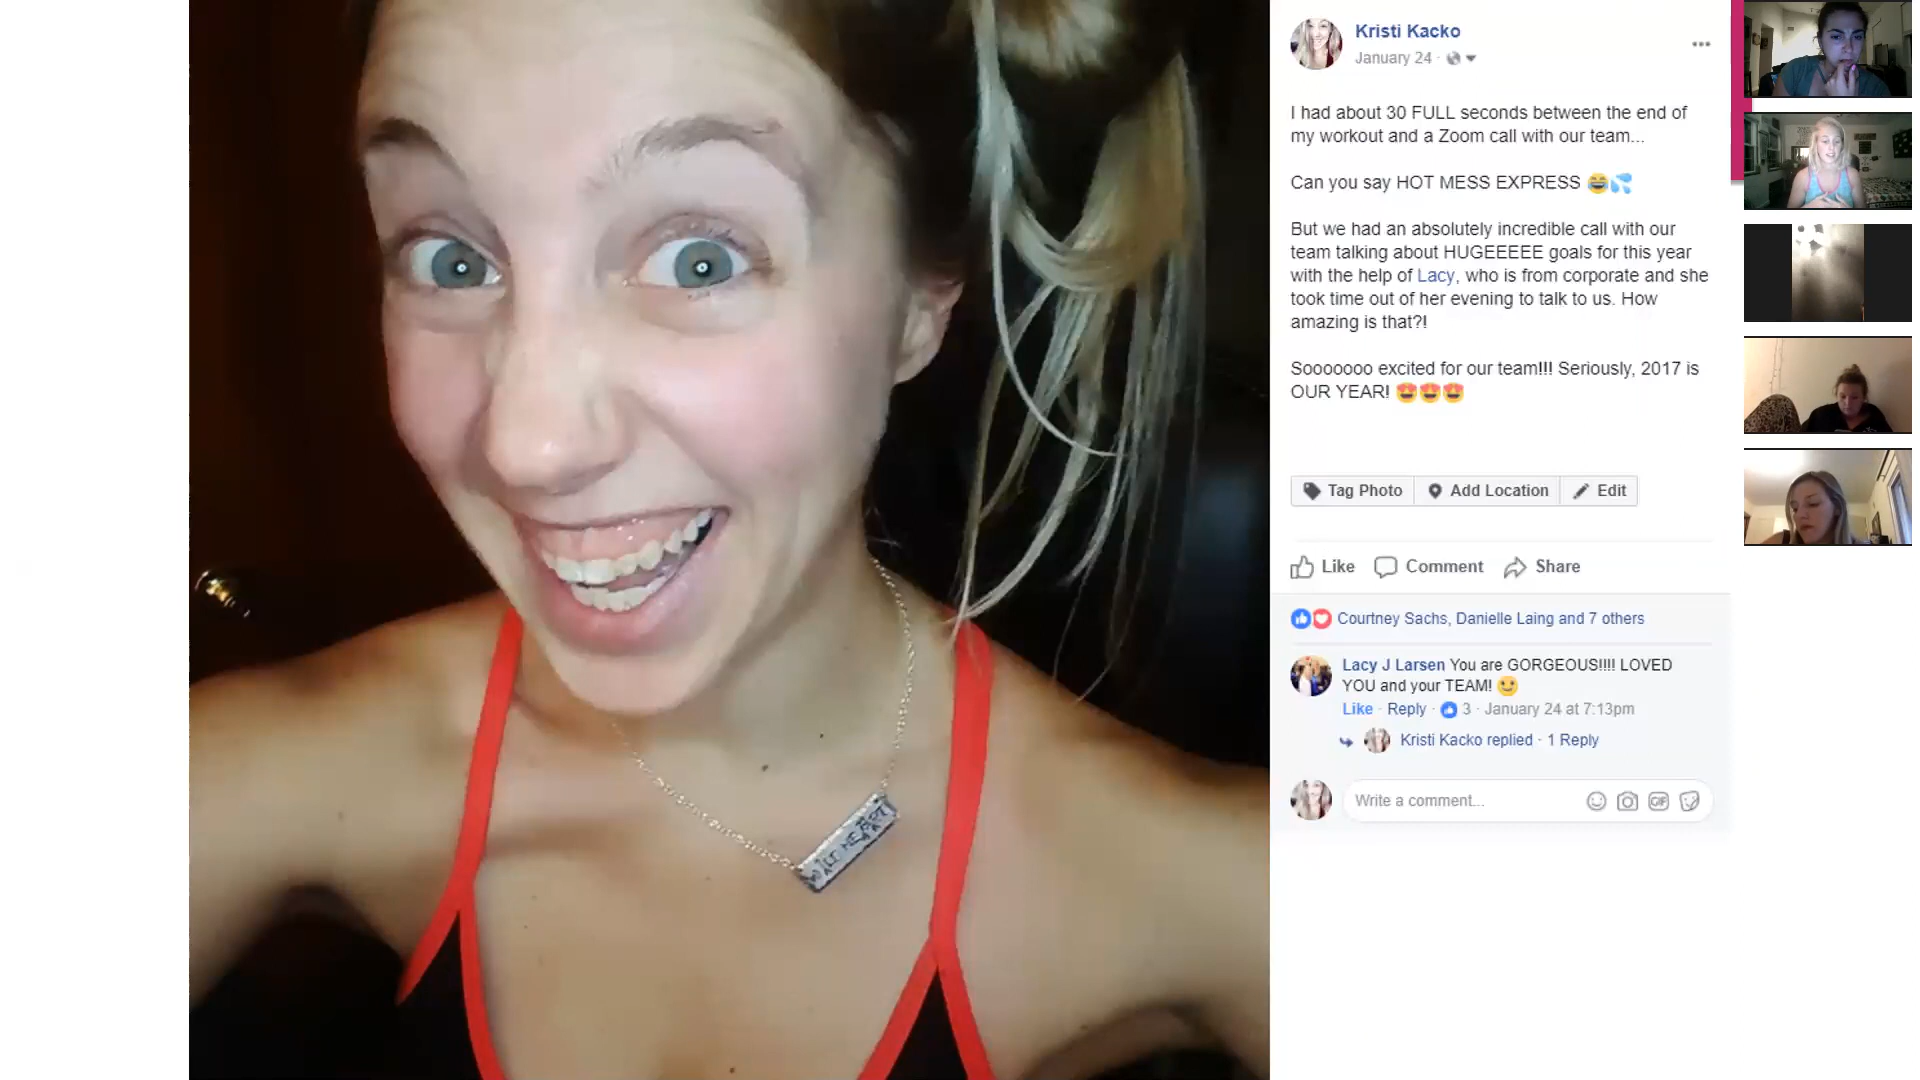 Kristi Kacko
January 24
I had about 30 FULL seconds between the end of
my workout and a Zoom call with our team...
Can you say HOT MESS EXPRESS 😂💦
But we had an absolutely incredible call with our
team talking about HUGEEEEE goals for this year
with the help of Lacy, who is from corporate and she
took time out of her evening to talk to us. How
amazing is that?!
Sooooooo excited for our team!!! Seriously, 2017 is
OUR YEAR! 😍😍😍
Tag Photo Add Location Edit
Like Comment Share
Courtney Sachs, Danielle Laing and 7 others
Lacy J Larsen You are GORGEOUS!!!! LOVED
YOU and your TEAM! 🙂
Like · Reply · 3 · January 24 at 7:13pm
Kristi Kacko replied · 1 Reply
Write a comment...
GIF